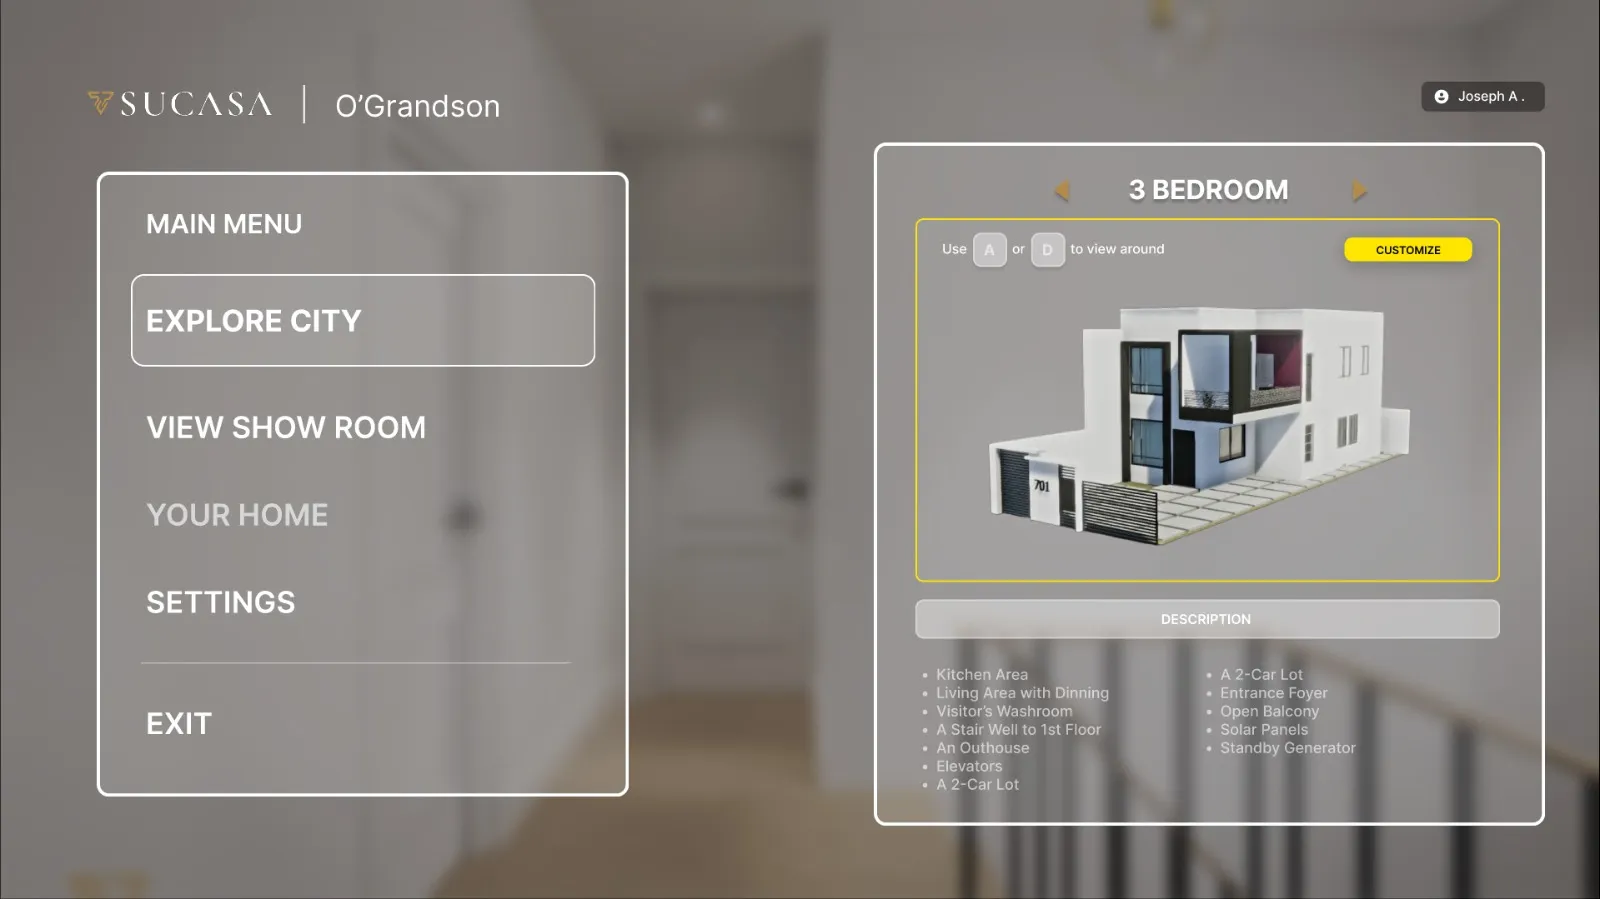 SUCASA
O'Grandson
Joseph A .
MAIN MENU
EXPLORE CITY
VIEW SHOW ROOM
YOUR HOME
SETTINGS
EXIT
3 BEDROOM
Use A or D to view around
CUSTOMIZE
701
DESCRIPTION
• Kitchen Area
• Living Area with Dinning
• Visitor's Washroom
• A Stair Well to 1st Floor
• An Outhouse
• Elevators
• A 2-Car Lot
• A 2-Car Lot
• Entrance Foyer
• Open Balcony
• Solar Panels
• Standby Generator